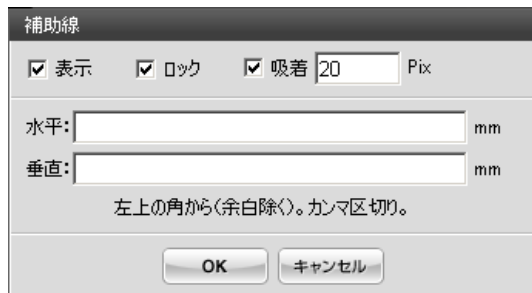 補助線
表示 ロック 吸着 20 Pix
水平: mm
垂直: mm
左上の角から(余白除く)。カンマ区切り。
OK キャンセル